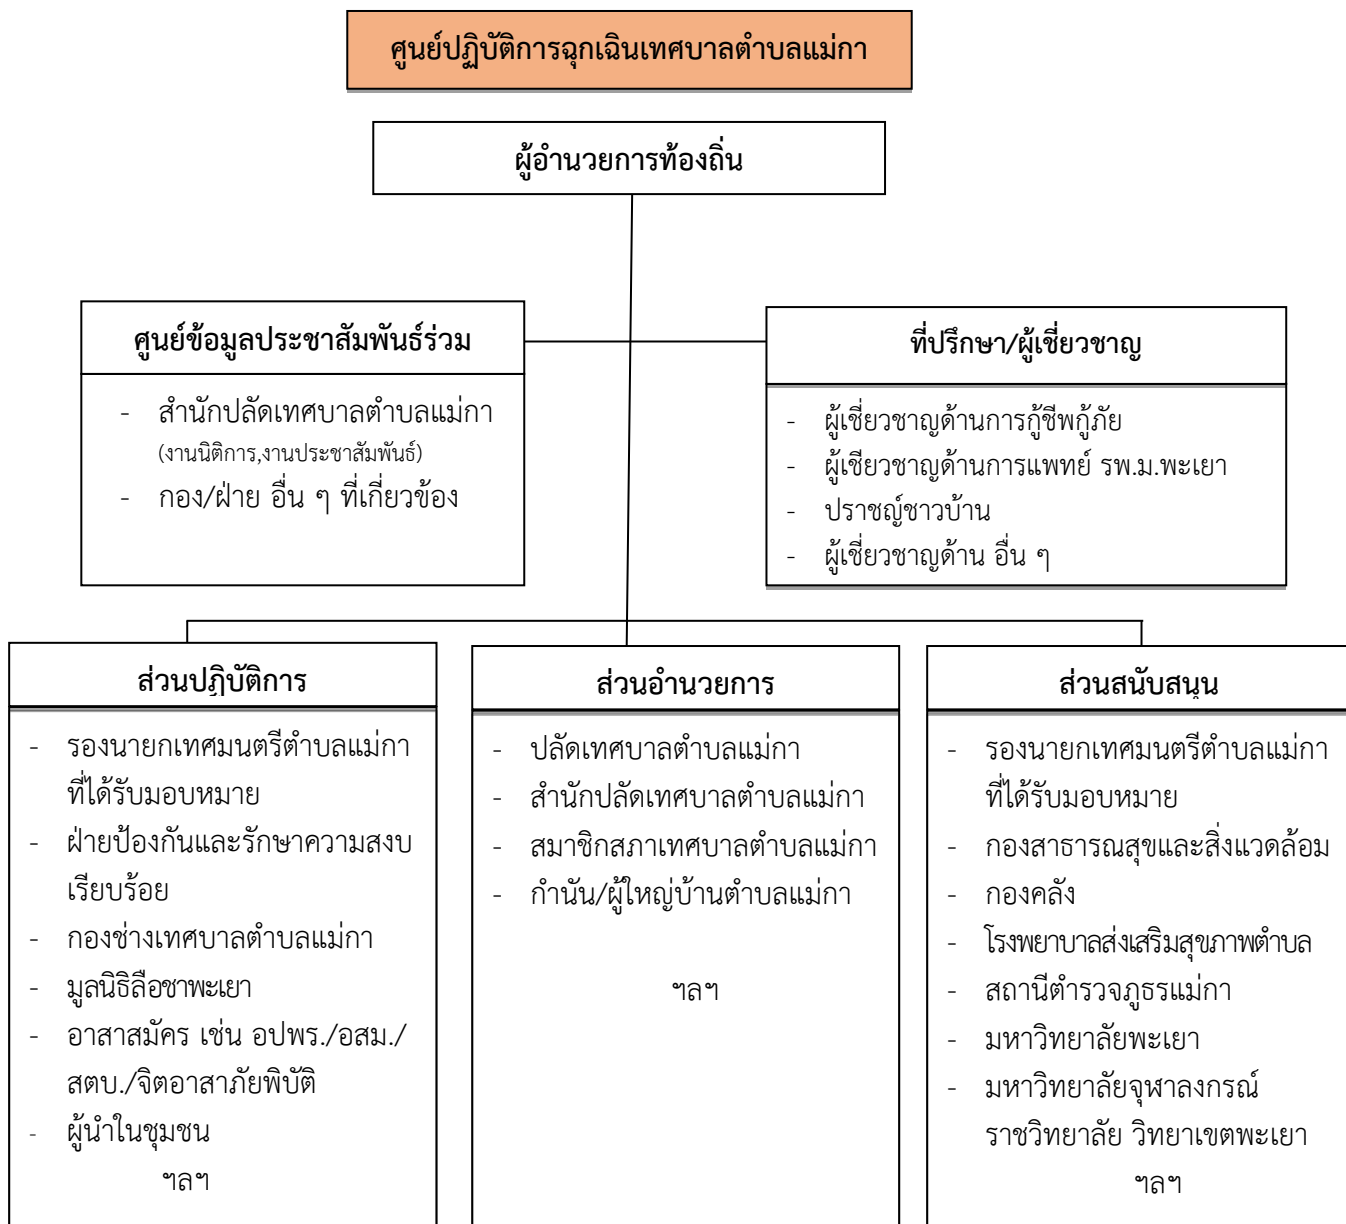 ศูนย์ปฏิบัติการฉุกเฉินเทศบาลตำบลแม่กา
ผู้อำนวยการท้องถิ่น
ศูนย์ข้อมูลประชาสัมพันธ์ร่วม
- สำนักปลัดเทศบาลตำบลแม่กา
(งานนิติการ,งานประชาสัมพันธ์)
- กอง/ฝ่าย อื่น ๆ ที่เกี่ยวข้อง
ที่ปรึกษา/ผู้เชี่ยวชาญ
- ผู้เชี่ยวชาญด้านการกู้ชีพกู้ภัย
- ผู้เชียวชาญด้านการแพทย์ รพ.ม.พะเยา
- ปราชญ์ชาวบ้าน
- ผู้เชี่ยวชาญด้าน อื่น ๆ
ส่วนปฏิบัติการ
- รองนายกเทศมนตรีตำบลแม่กา
ที่ได้รับมอบหมาย
- ฝ่ายป้องกันและรักษาความสงบ
เรียบร้อย
- กองช่างเทศบาลตำบลแม่กา
- มูลนิธิลือชาพะเยา
- อาสาสมัคร เช่น อปพร./อสม./
สตบ./จิตอาสาภัยพิบัติ
- ผู้นำในชุมชน
ฯลฯ
ส่วนอำนวยการ
- ปลัดเทศบาลตำบลแม่กา
- สำนักปลัดเทศบาลตำบลแม่กา
- สมาชิกสภาเทศบาลตำบลแม่กา
- กำนัน/ผู้ใหญ่บ้านตำบลแม่กา
ฯลฯ
ส่วนสนับสนุน
- รองนายกเทศมนตรีตำบลแม่กา
ที่ได้รับมอบหมาย
- กองสาธารณสุขและสิ่งแวดล้อม
- กองคลัง
- โรงพยาบาลส่งเสริมสุขภาพตำบล
- สถานีตำรวจภูธรแม่กา
- มหาวิทยาลัยพะเยา
- มหาวิทยาลัยจุฬาลงกรณ์
ราชวิทยาลัย วิทยาเขตพะเยา
ฯลฯ